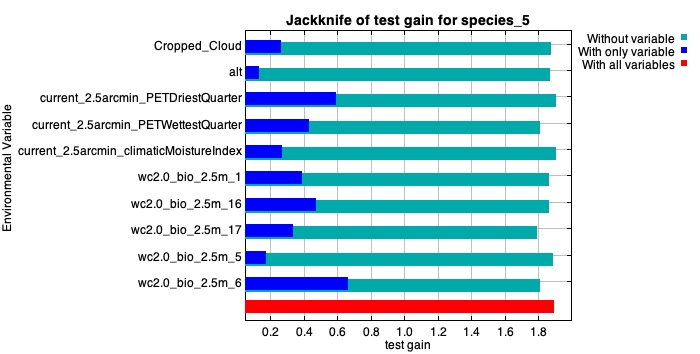 Jackknife of test gain for species_5
Without variable
With only variable
With all variables
Environmental Variable
Cropped_Cloud
alt
current_2.5arcmin_PETDriestQuarter
current_2.5arcmin_PETWettestQuarter
current_2.5arcmin_climaticMoistureIndex
wc2.0_bio_2.5m_1
wc2.0_bio_2.5m_16
wc2.0_bio_2.5m_17
wc2.0_bio_2.5m_5
wc2.0_bio_2.5m_6
0.2 0.4 0.6 0.8 1.0 1.2 1.4 1.6 1.8
test gain